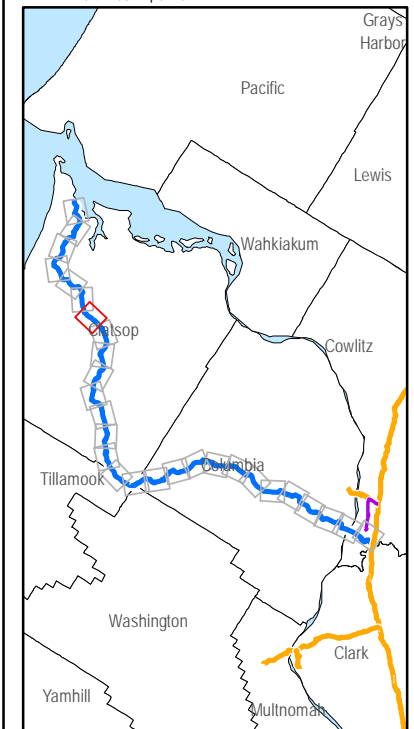 Grays
Harbor
Pacific
Lewis
Wahkiakum
Clatsop
Cowlitz
Tillamook
Columbia
Washington
Clark
Yamhill
Multnomah